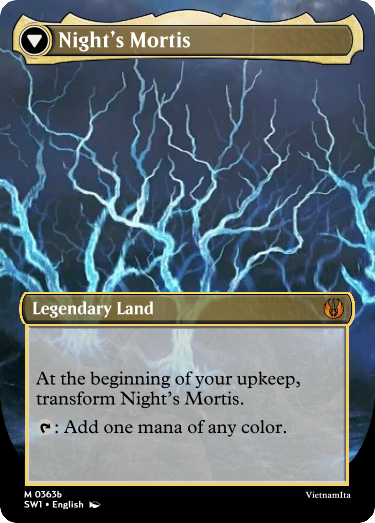 Night's Mortis
Legendary Land
At the beginning of your upkeep,
transform Night's Mortis.
: Add one mana of any color.
M 0363b
SW1 • English
VietnamIta